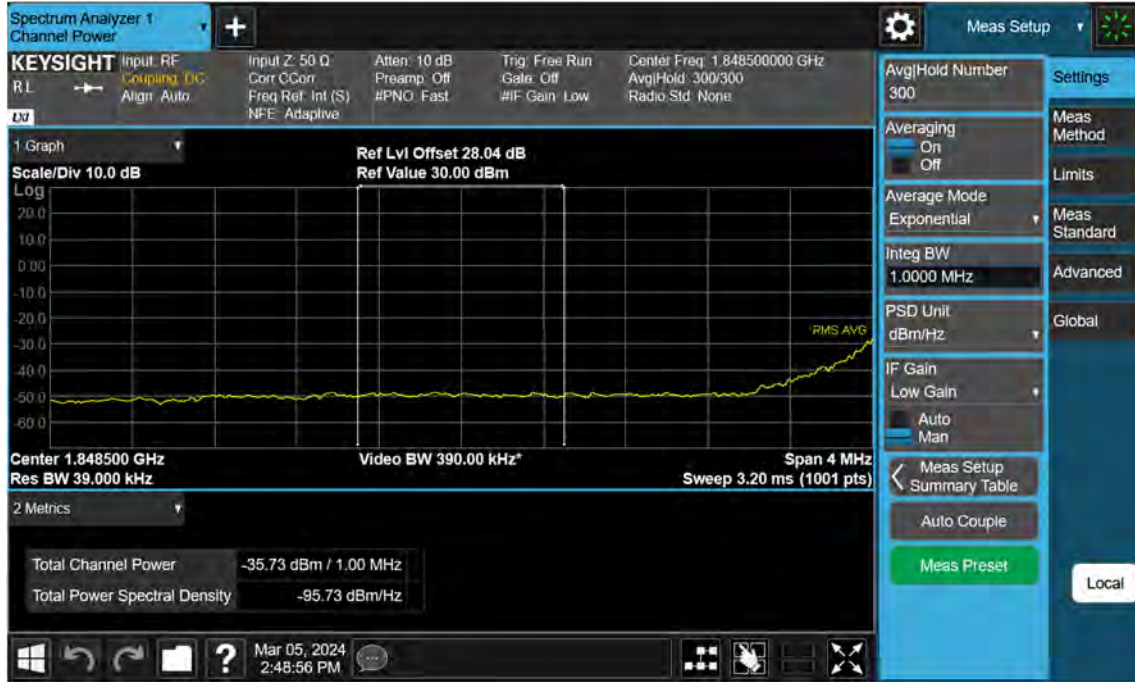 Spectrum Analyzer 1
Channel Power
+
Meas Setup
KEYSIGHT
RL
LXI
Input: RF
Coupling: DC
Align: Auto
Input Z: 50 Ω
Corr CCorr
Freq Ref: Int (S)
NFE: Adaptive
Atten: 10 dB
Preamp: Off
#PNO: Fast
Trig: Free Run
Gate: Off
#IF Gain: Low
Center Freq: 1.848500000 GHz
Avg|Hold: 300/300
Radio Std: None
1 Graph
Scale/Div 10.0 dB
Ref Lvl Offset 28.04 dB
Ref Value 30.00 dBm
Log
20.0
10.0
0.00
-10.0
-20.0
-30.0
-40.0
-50.0
-60.0
RMS AVG
Center 1.848500 GHz
Res BW 39.000 kHz
Video BW 390.00 kHz*
Span 4 MHz
Sweep 3.20 ms (1001 pts)
2 Metrics
Total Channel Power
-35.73 dBm / 1.00 MHz
Total Power Spectral Density
-95.73 dBm/Hz
?
Mar 05, 2024
2:48:56 PM
Avg|Hold Number
300
Averaging
On
Off
Average Mode
Exponential
Integ BW
1.0000 MHz
PSD Unit
dBm/Hz
IF Gain
Low Gain
Auto
Man
Meas Setup
Summary Table
Auto Couple
Meas Preset
Settings
Meas
Method
Limits
Meas
Standard
Advanced
Global
Local